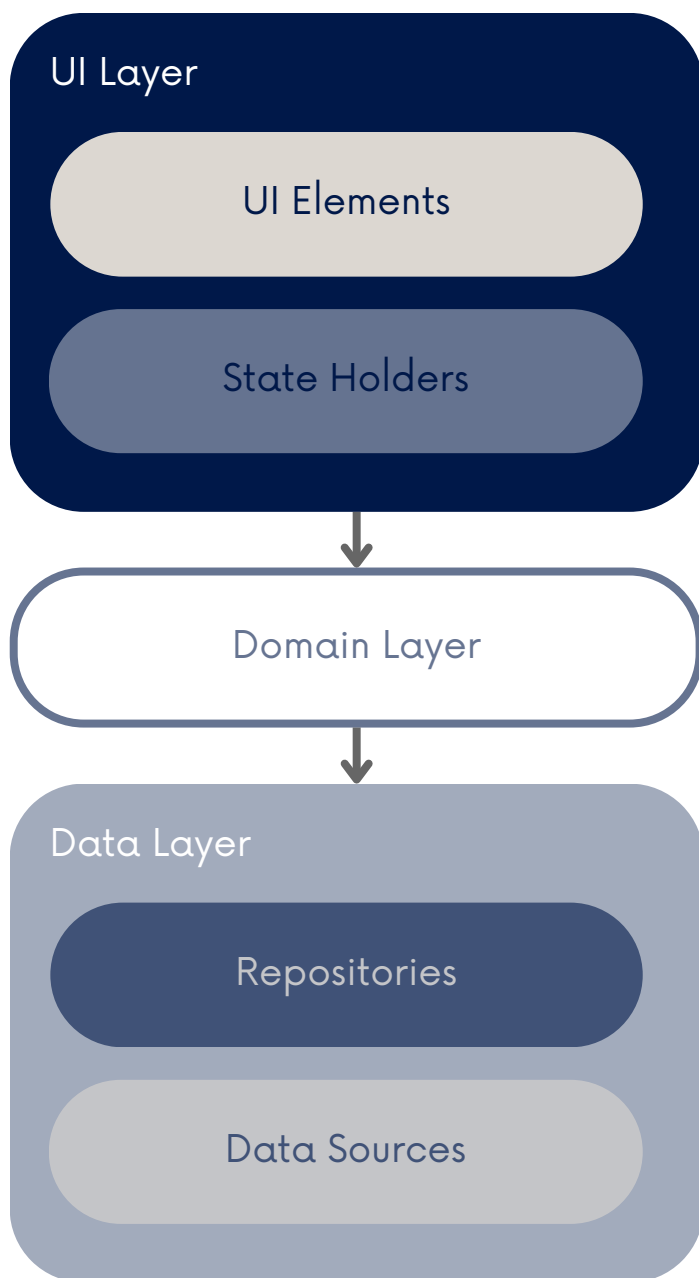 UI Layer
UI Elements
State Holders
Domain Layer
Data Layer
Repositories
Data Sources